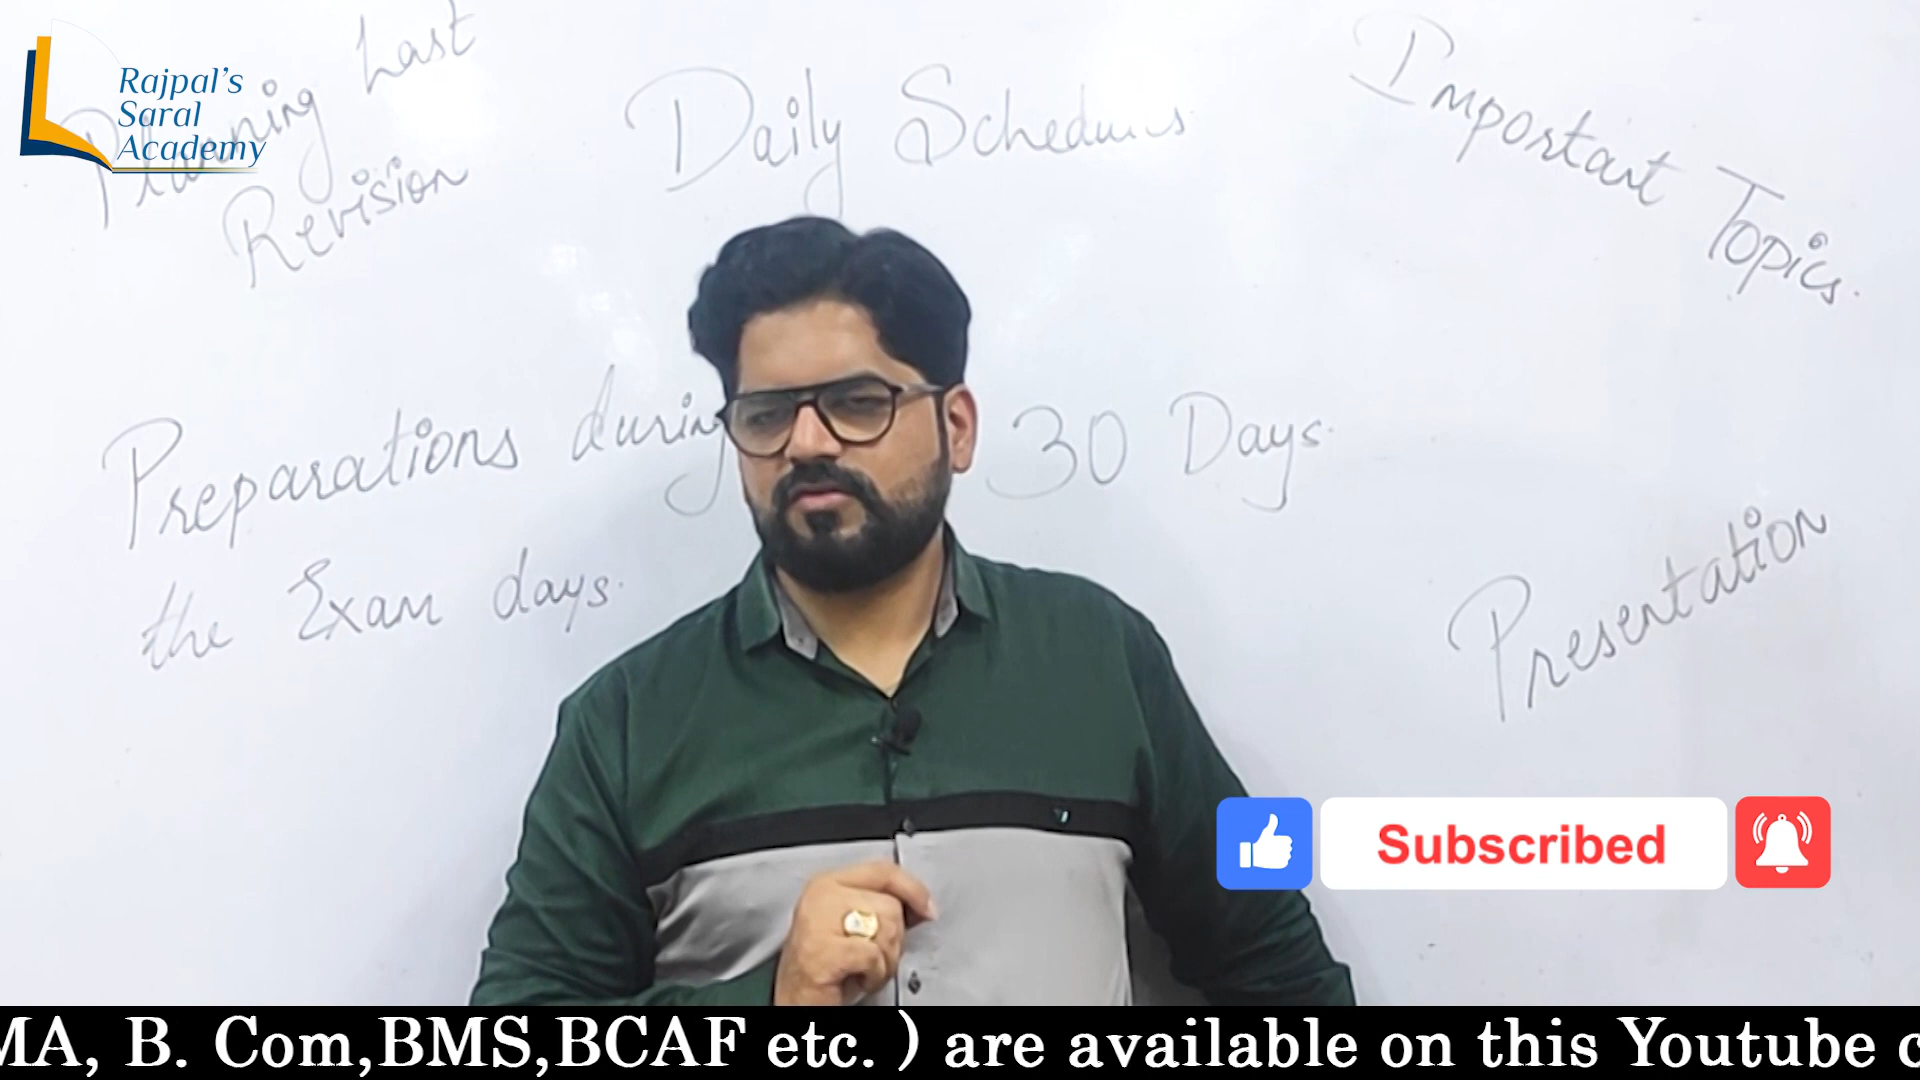 Rajpal's
Saral
Academy
Planning Last
Revision
Daily Schedules
Important Topics.
Preparations during 30 Days.
the Exam days.
Presentation
Subscribed
MA, B. Com,BMS,BCAF etc. ) are available on this Youtube c